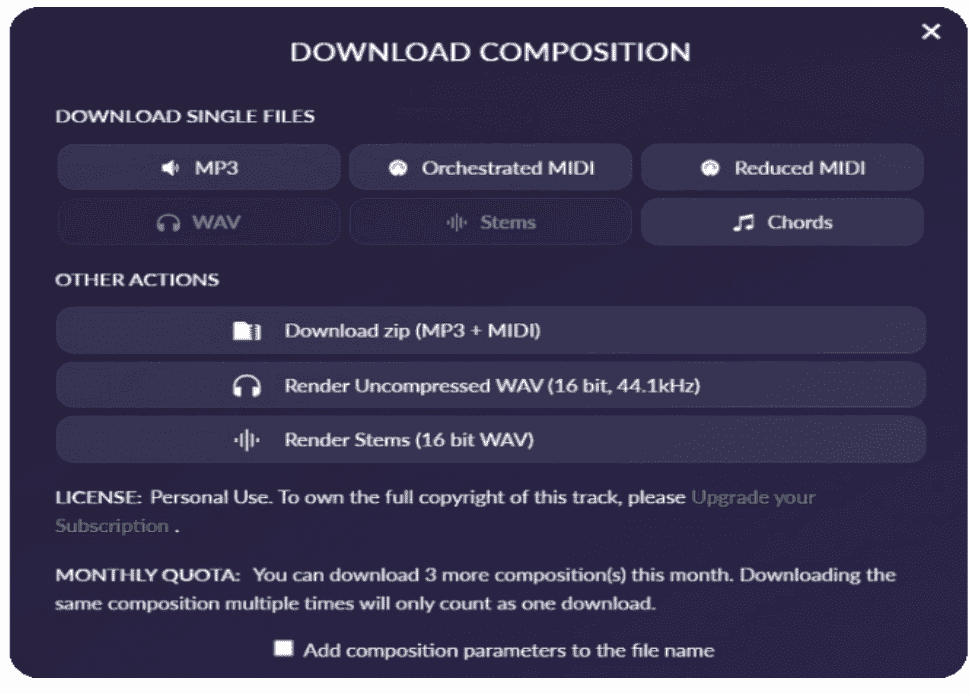 DOWNLOAD COMPOSITION
DOWNLOAD SINGLE FILES
MP3
Orchestrated MIDI
Reduced MIDI
WAV
Stems
Chords
OTHER ACTIONS
Download zip (MP3 + MIDI)
Render Uncompressed WAV (16 bit, 44.1kHz)
Render Stems (16 bit WAV)
LICENSE: Personal Use. To own the full copyright of this track, please Upgrade your
Subscription .
MONTHLY QUOTA: You can download 3 more composition(s) this month. Downloading the
same composition multiple times will only count as one download.
Add composition parameters to the file name